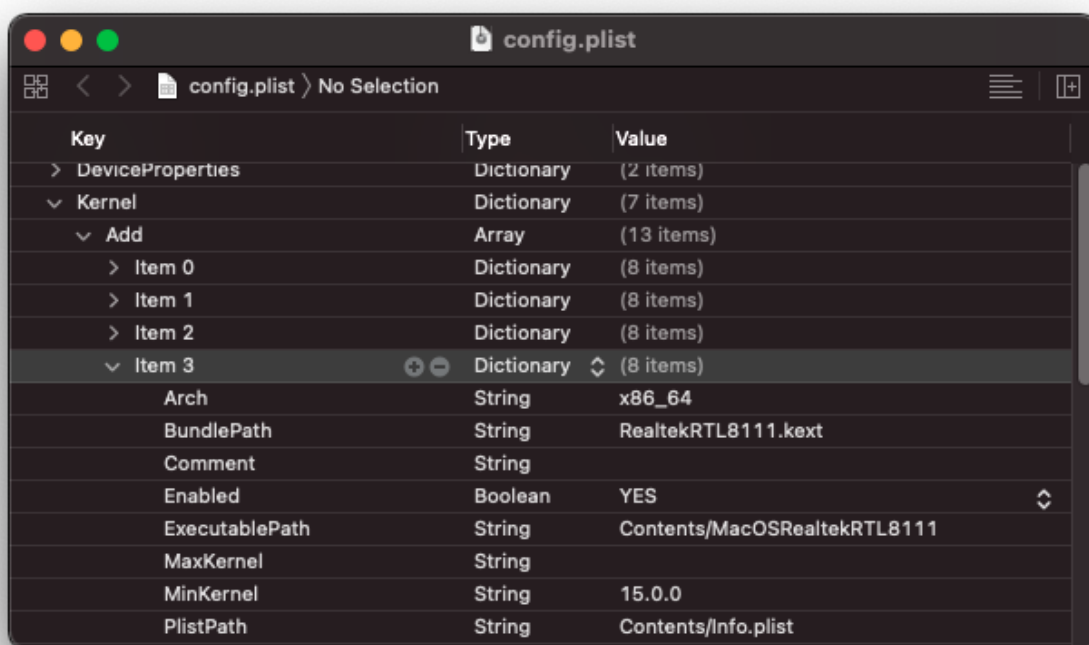 config.plist
config.plist 〉 No Selection
Key Type Value
DeviceProperties Dictionary (2 items)
Kernel Dictionary (7 items)
Add Array (13 items)
Item 0 Dictionary (8 items)
Item 1 Dictionary (8 items)
Item 2 Dictionary (8 items)
Item 3 Dictionary (8 items)
Arch String x86_64
BundlePath String RealtekRTL8111.kext
Comment String
Enabled Boolean YES
ExecutablePath String Contents/MacOSRealtekRTL8111
MaxKernel String
MinKernel String 15.0.0
PlistPath String Contents/Info.plist